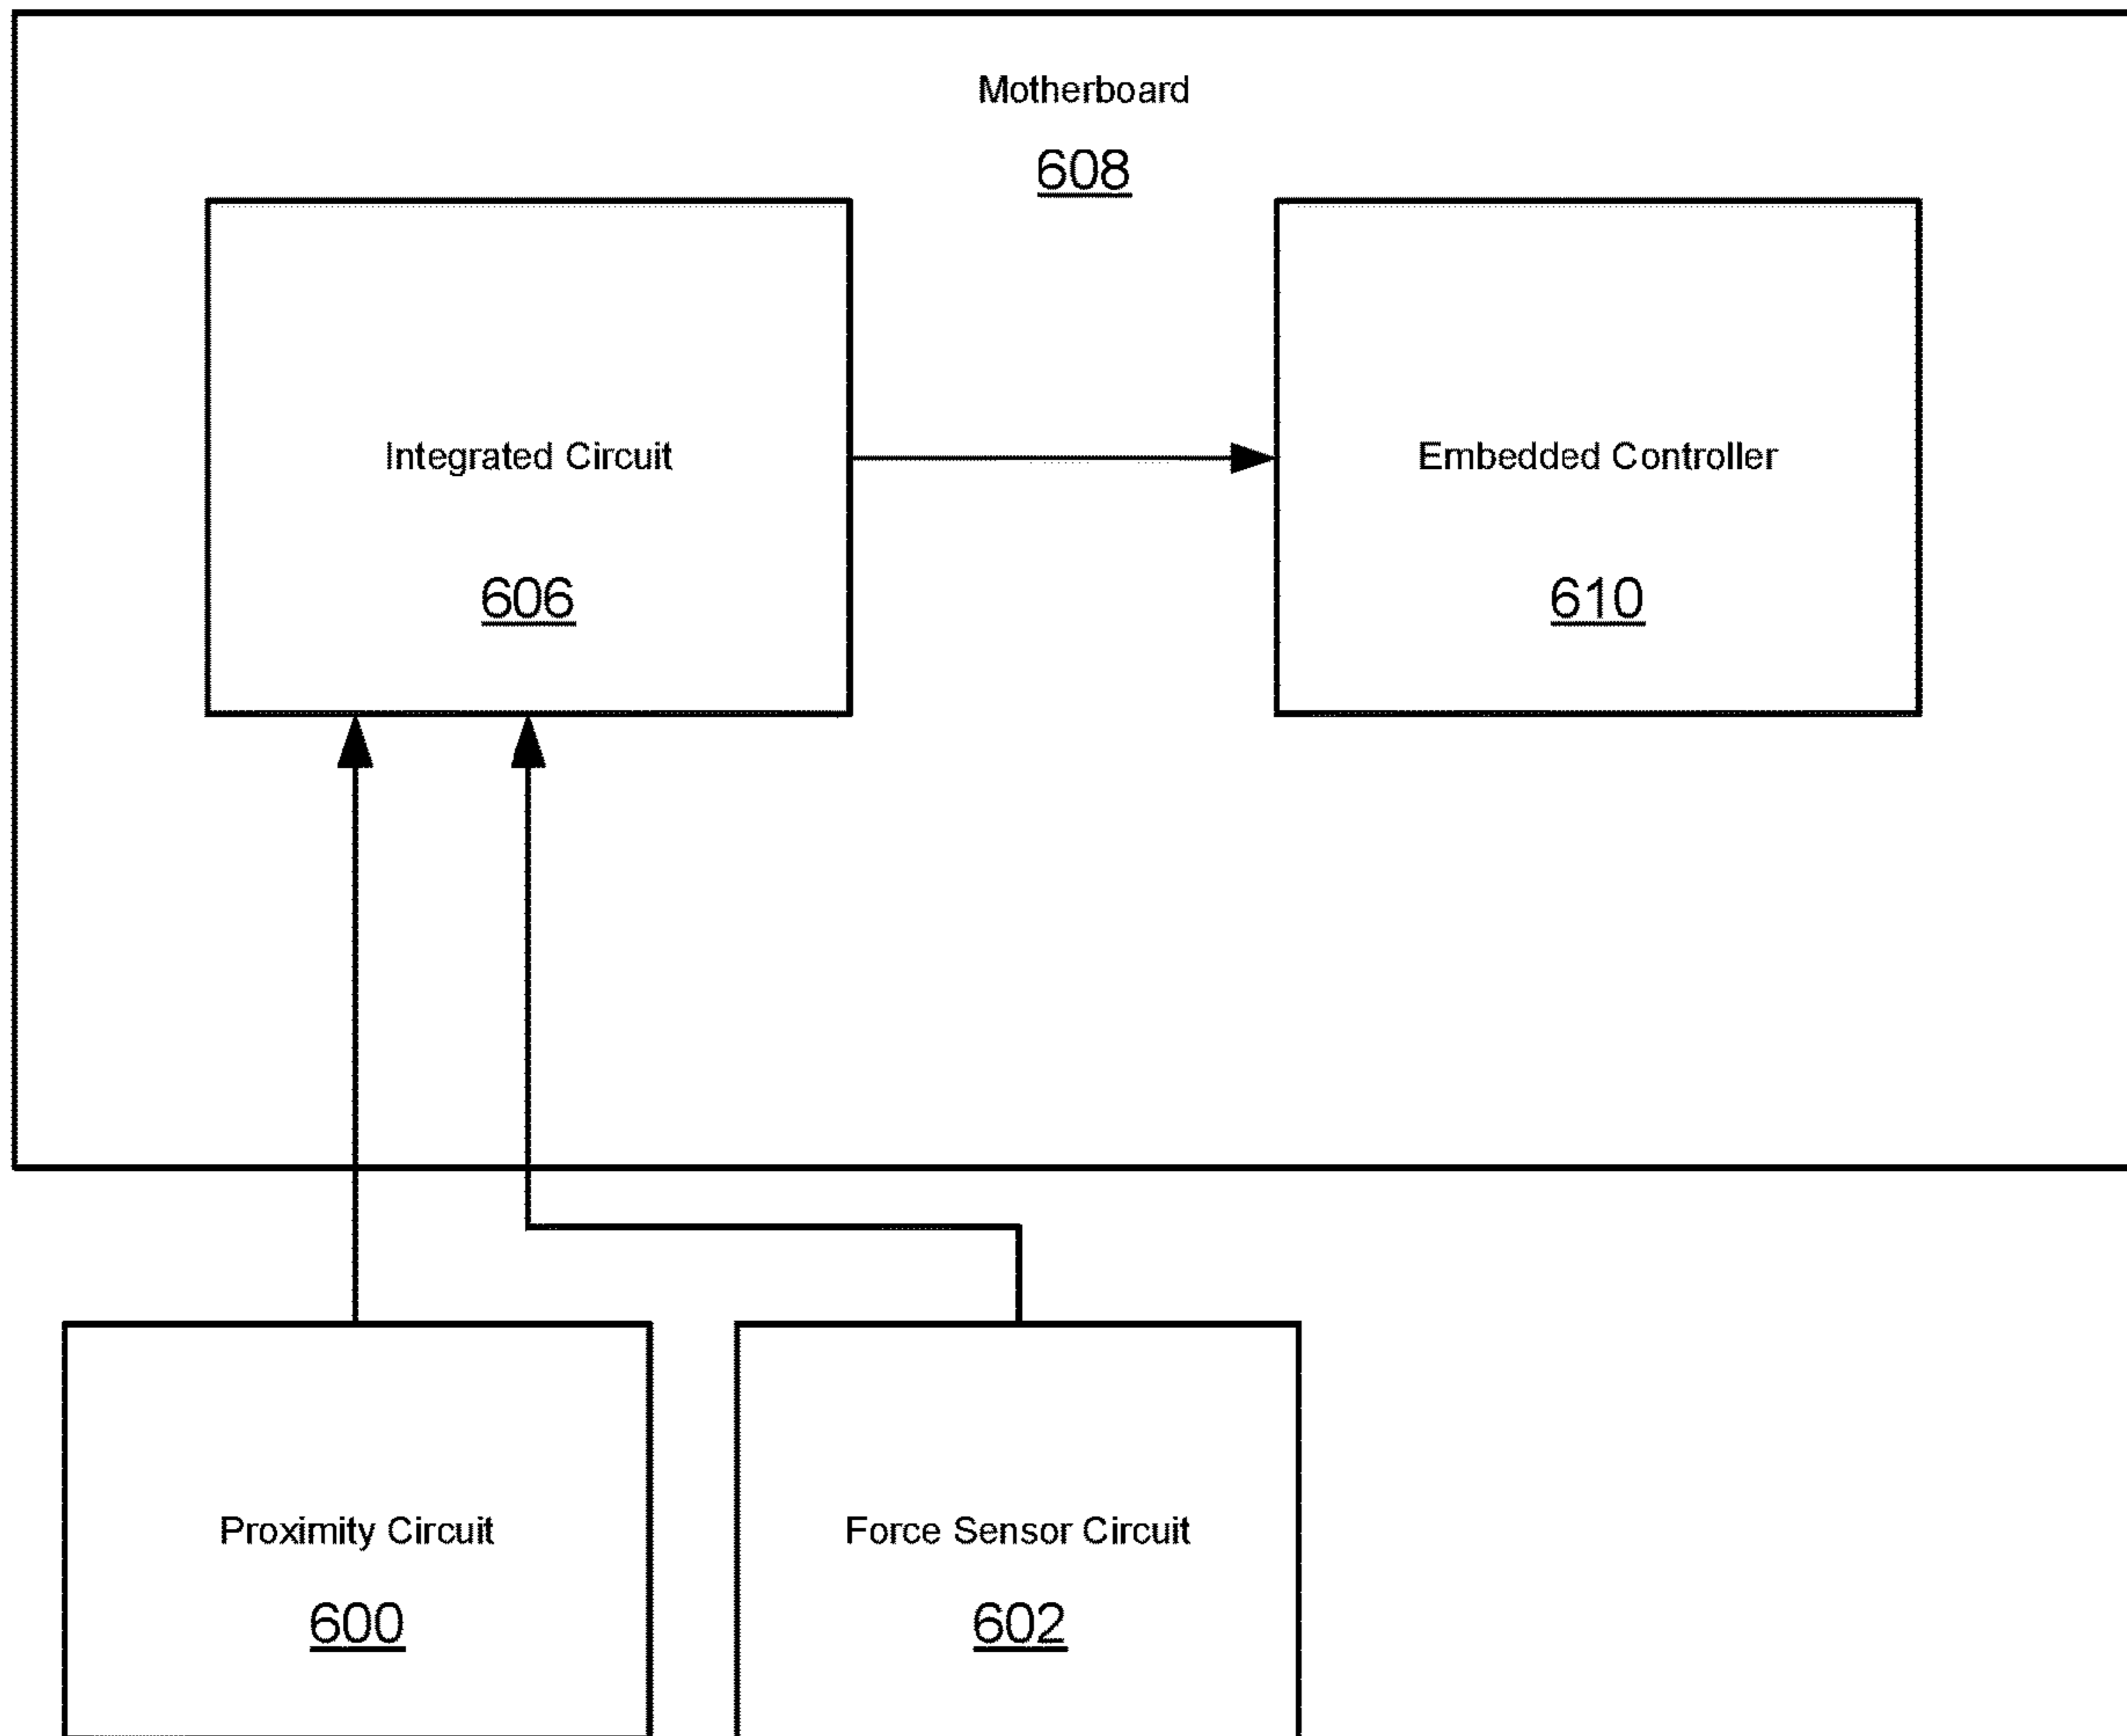 Motherboard
608
Integrated Circuit
606
Embedded Controller
610
Proximity Circuit
600
Force Sensor Circuit
602